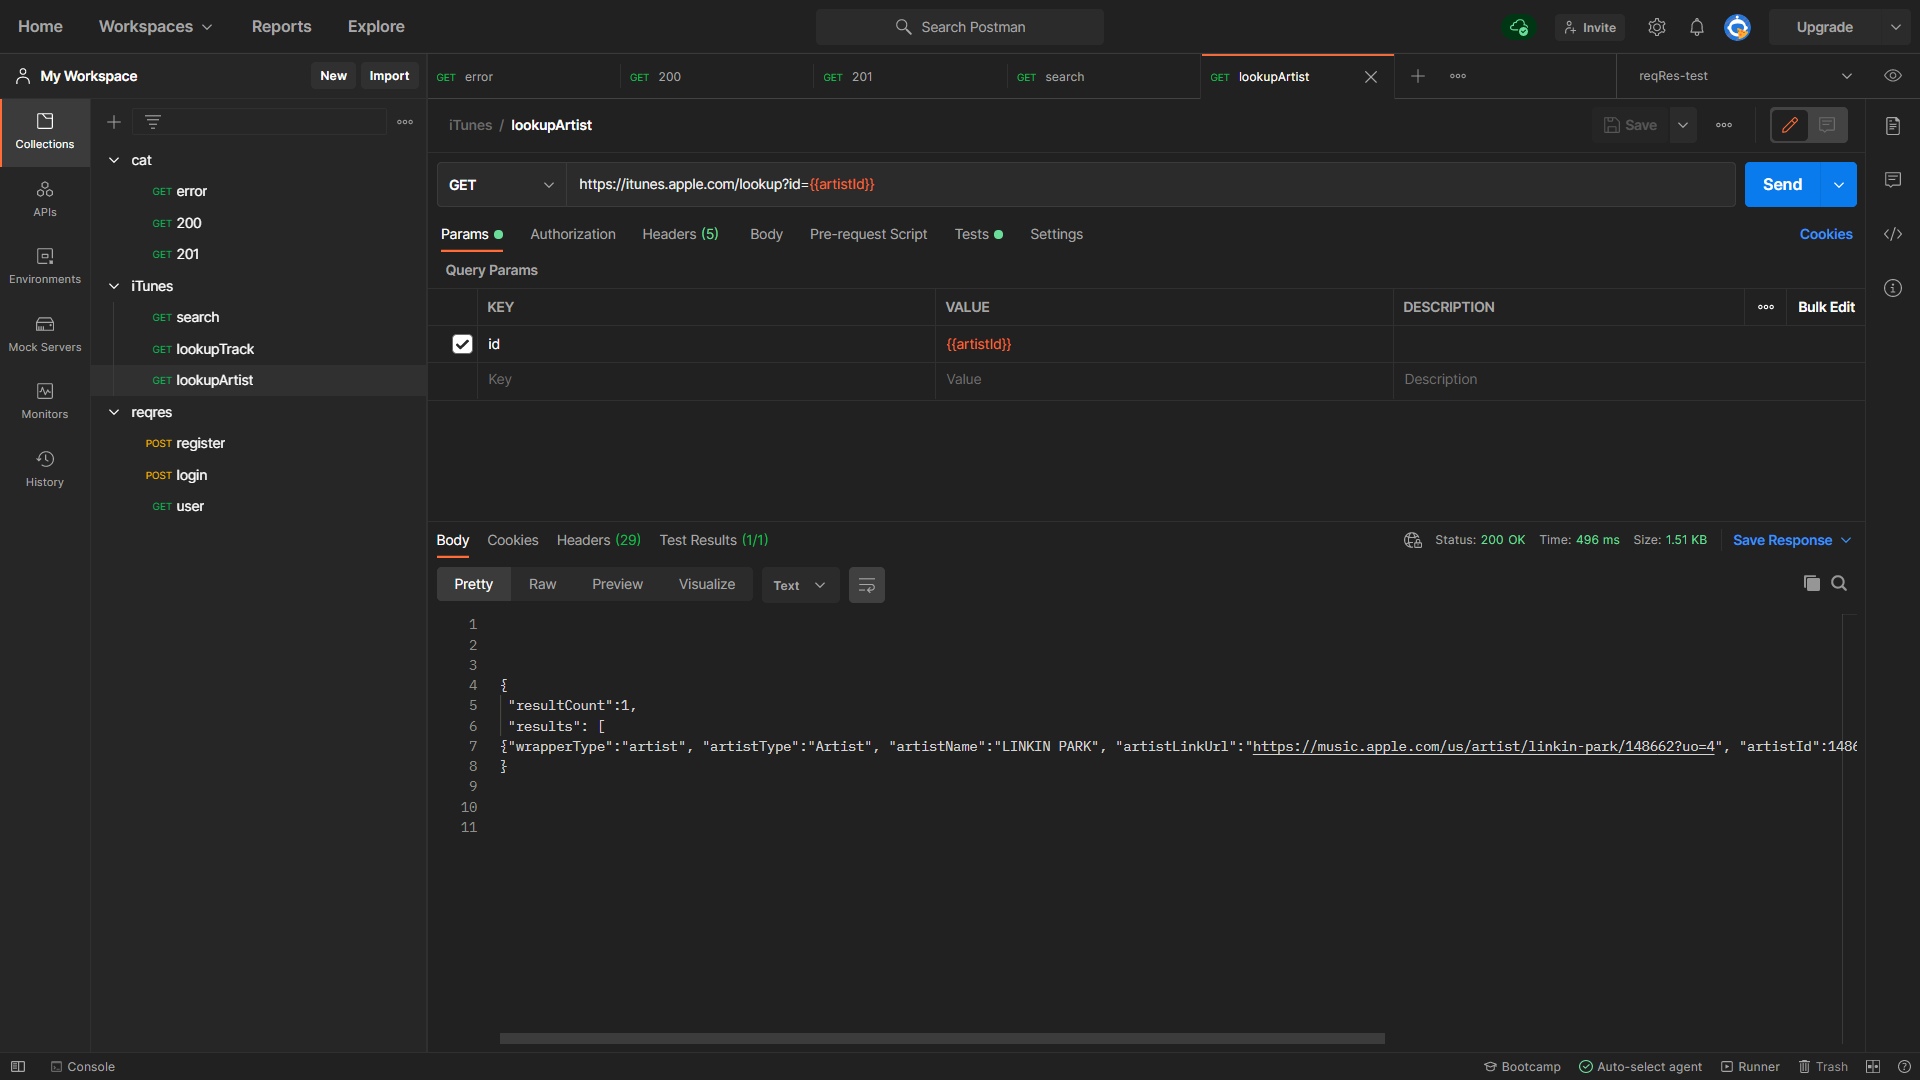 Home Workspaces Reports Explore Search Postman Invite Upgrade
My Workspace New Import GET error GET 200 GET 201 GET search GET lookupArtist reqRes-test
Collections
APIs
Environments
Mock Servers
Monitors
History
cat
GET error
GET 200
GET 201
iTunes
GET search
GET lookupTrack
GET lookupArtist
reqres
POST register
POST login
GET user
iTunes / lookupArtist Save
GET https://itunes.apple.com/lookup?id={{artistId}} Send
Params Authorization Headers (5) Body Pre-request Script Tests Settings Cookies
Query Params
KEY VALUE DESCRIPTION Bulk Edit
id {{artistId}}
Key Value Description
Body Cookies Headers (29) Test Results (1/1) Status: 200 OK Time: 496 ms Size: 1.51 KB Save Response
Pretty Raw Preview Visualize Text
1
2
3
4 {
5 "resultCount":1,
6 "results": [
7 {"wrapperType":"artist", "artistType":"Artist", "artistName":"LINKIN PARK", "artistLinkUrl":"https://music.apple.com/us/artist/linkin-park/148662?uo=4", "artistId":1486
8 }
9
10
11
Console Bootcamp Auto-select agent Runner Trash